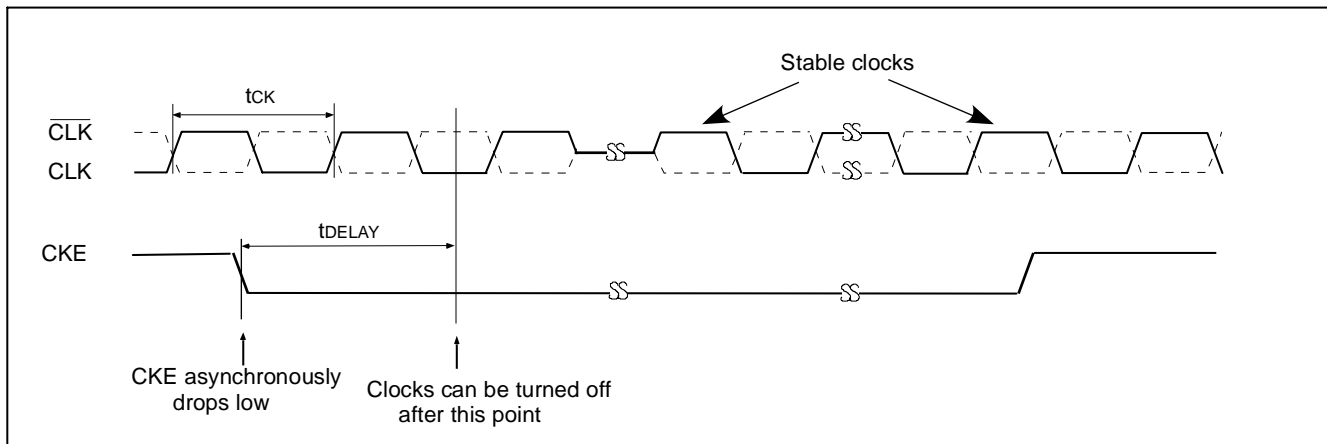 Stable clocks
tCK
CLK
CLK
tDELAY
CKE
CKE asynchronously
drops low
Clocks can be turned off
after this point